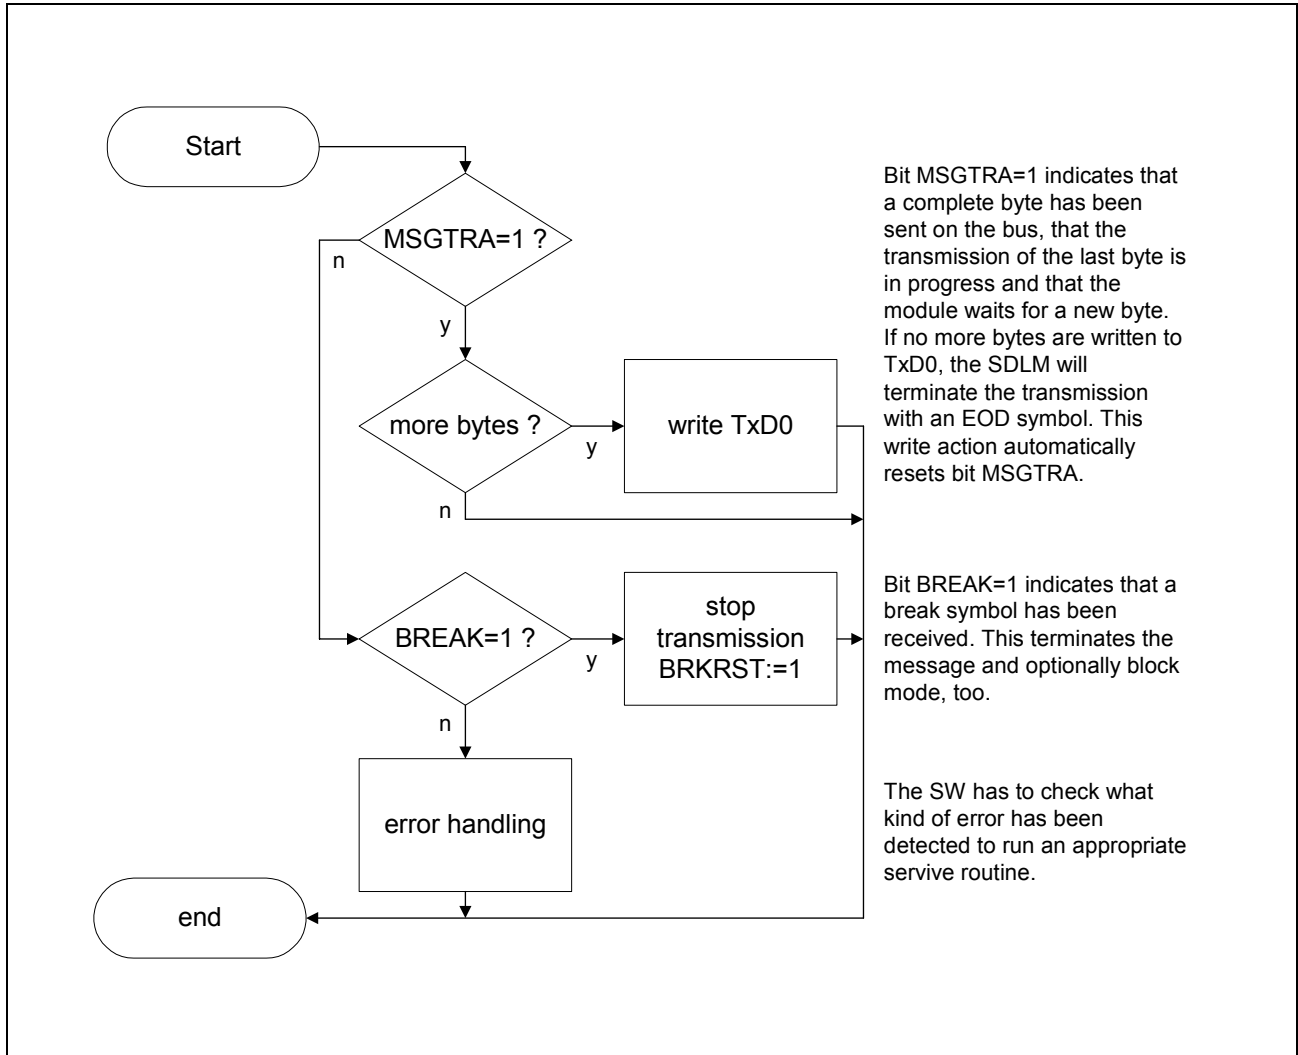 Start
MSGTRA=1 ?
n
y
more bytes ?
y
write TxD0
n
BREAK=1 ?
y
stop
transmission
BRKRST:=1
n
error handling
end
Bit MSGTRA=1 indicates that
a complete byte has been
sent on the bus, that the
transmission of the last byte is
in progress and that the
module waits for a new byte.
If no more bytes are written to
TxD0, the SDLM will
terminate the transmission
with an EOD symbol. This
write action automatically
resets bit MSGTRA.
Bit BREAK=1 indicates that a
break symbol has been
received. This terminates the
message and optionally block
mode, too.
The SW has to check what
kind of error has been
detected to run an appropriate
servive routine.